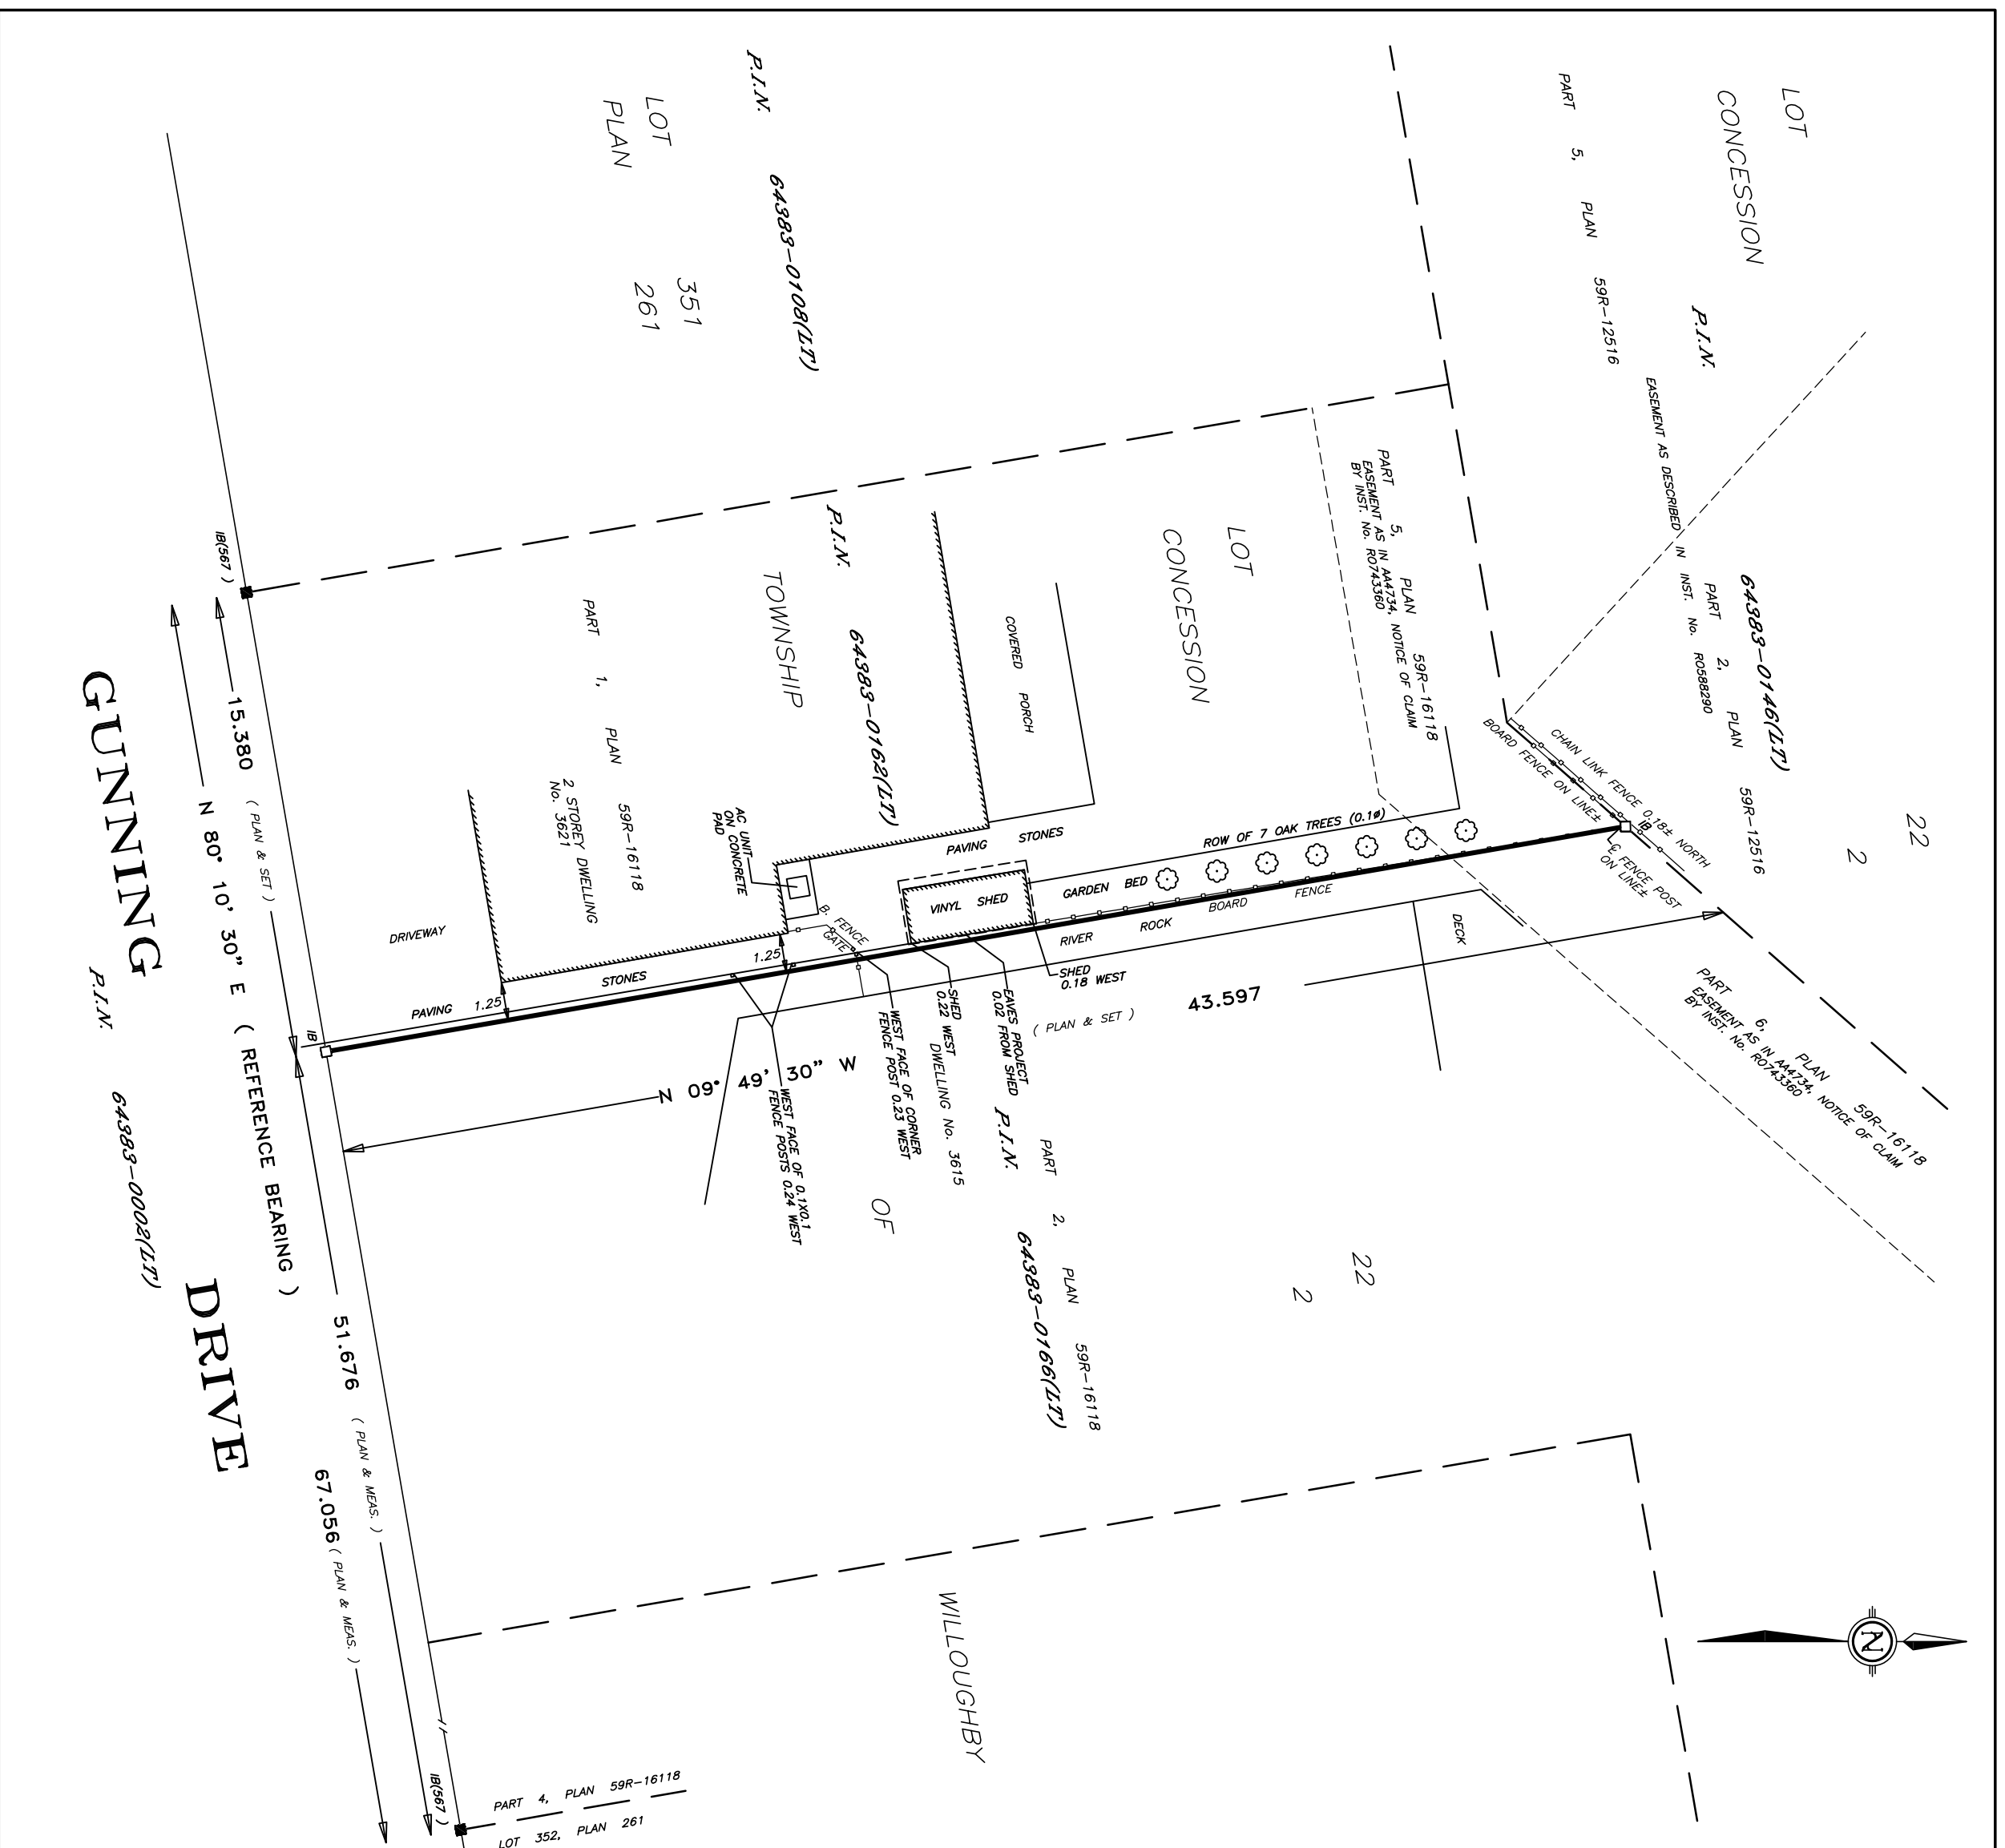 LOT 22
CONCESSION 2
P.I.N. 64383-0146(LT)
PART 5, PLAN 59R-12516
EASEMENT AS DESCRIBED IN INST. No. RO588290
PART 2, PLAN 59R-12516
P.I.N. 64383-0108(LT)
LOT 351
PLAN 261
CHAIN LINK FENCE 0.18± NORTH
BOARD FENCE ON LINE±
IB
℄ FENCE POST
ON LINE±
PART 5, PLAN 59R-16118
EASEMENT AS IN AA4734, NOTICE OF CLAIM
BY INST. No. RO743360
PART 6, PLAN 59R-16118
EASEMENT AS IN AA4734, NOTICE OF CLAIM
BY INST. No. RO743360
LOT 22
CONCESSION 2
ROW OF 7 OAK TREES (0.1ø)
GARDEN BED
BOARD FENCE
RIVER ROCK
DECK
COVERED PORCH
PAVING STONES
VINYL SHED
SHED
0.18 WEST
EAVES PROJECT
0.02 FROM SHED
SHED
0.22 WEST
WEST FACE OF CORNER
FENCE POST 0.23 WEST
WEST FACE OF 0.1X0.1
FENCE POSTS 0.24 WEST
B. FENCE
GATE
AC UNIT
ON CONCRETE
PAD
P.I.N. 64383-0162(LT)
TOWNSHIP OF WILLOUGHBY
PART 1, PLAN 59R-16118
2 STOREY DWELLING
No. 3621
DWELLING No. 3615
P.I.N. 64383-0166(LT)
PART 2, PLAN 59R-16118
43.597
( PLAN & SET )
N 09° 49' 30" W
1.25
1.25
DRIVEWAY
PAVING STONES
IB
IB(567 )
15.380 ( PLAN & SET )
N 80° 10' 30" E ( REFERENCE BEARING )
51.676 ( PLAN & MEAS. )
67.056 ( PLAN & MEAS. )
IB(567 )
PART 4, PLAN 59R-16118
LOT 352, PLAN 261
GUNNING DRIVE
P.I.N. 64383-0002(LT)
N